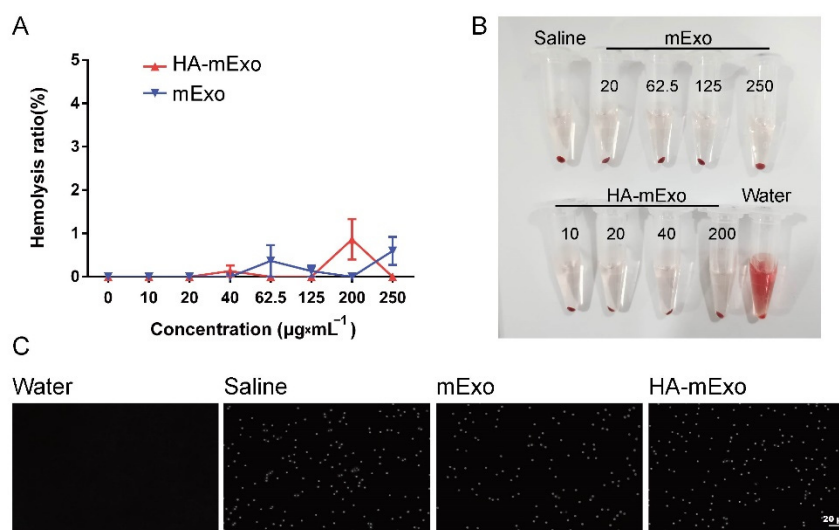 A
5
4
3
2
1
0
Hemolysis ratio(%)
HA-mExo
mExo
0 10 20 40 62.5 125 200 250
Concentration (µg×mL⁻¹)
B
Saline mExo
20 62.5 125 250
HA-mExo Water
10 20 40 200
C
Water Saline mExo HA-mExo
20